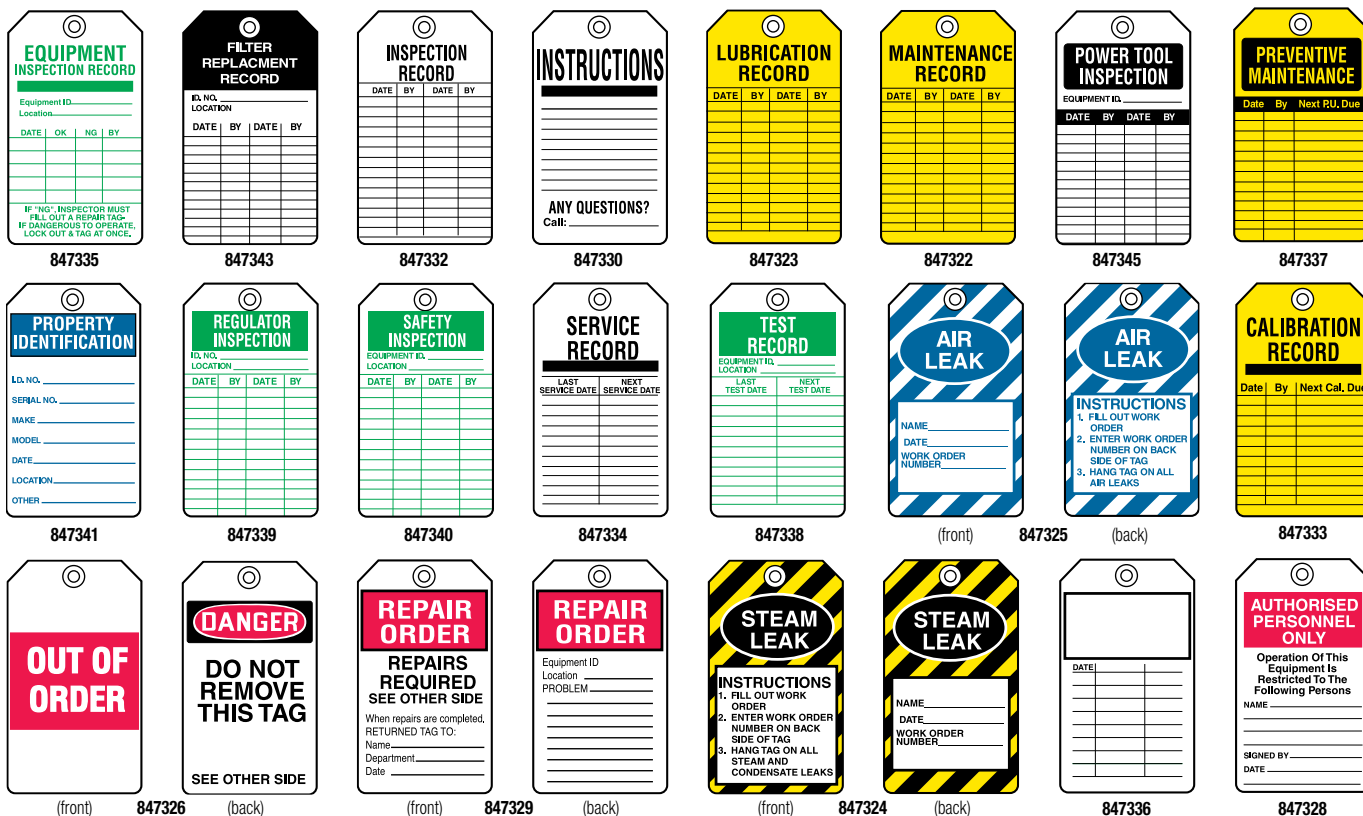 EQUIPMENT
INSPECTION RECORD
Equipment ID
Location
DATE OK NG BY
IF "NG", INSPECTOR MUST
FILL OUT A REPAIR TAG-
IF DANGEROUS TO OPERATE,
LOCK OUT & TAG AT ONCE.
847335
FILTER
REPLACMENT
RECORD
ID. NO.
LOCATION
DATE BY DATE BY
847343
INSPECTION
RECORD
DATE BY DATE BY
847332
INSTRUCTIONS
ANY QUESTIONS?
Call:
847330
LUBRICATION
RECORD
DATE BY DATE BY
847323
MAINTENANCE
RECORD
DATE BY DATE BY
847322
POWER TOOL
INSPECTION
EQUIPMENT ID.
DATE BY DATE BY
847345
PREVENTIVE
MAINTENANCE
Date By Next P.U. Due
847337
PROPERTY
IDENTIFICATION
I.D. NO.
SERIAL NO.
MAKE
MODEL
DATE
LOCATION
OTHER
847341
REGULATOR
INSPECTION
ID. NO.
LOCATION
DATE BY DATE BY
847339
SAFETY
INSPECTION
EQUIPMENT ID.
LOCATION
DATE BY DATE BY
847340
SERVICE
RECORD
LAST NEXT
SERVICE DATE SERVICE DATE
847334
TEST
RECORD
EQUIPMENT ID.
LOCATION
LAST NEXT
TEST DATE TEST DATE
847338
AIR
LEAK
NAME
DATE
WORK ORDER
NUMBER
(front)
847325
AIR
LEAK
INSTRUCTIONS
1. FILL OUT WORK
ORDER
2. ENTER WORK ORDER
NUMBER ON BACK
SIDE OF TAG
3. HANG TAG ON ALL
AIR LEAKS
(back)
CALIBRATION
RECORD
Date By Next Cal. Due
847333
OUT OF
ORDER
(front)
847326
DANGER
DO NOT
REMOVE
THIS TAG
SEE OTHER SIDE
(back)
REPAIR
ORDER
REPAIRS
REQUIRED
SEE OTHER SIDE
When repairs are completed,
RETURNED TAG TO:
Name
Department
Date
(front)
847329
REPAIR
ORDER
Equipment ID
Location
PROBLEM
(back)
STEAM
LEAK
INSTRUCTIONS
1. FILL OUT WORK
ORDER
2. ENTER WORK ORDER
NUMBER ON BACK
SIDE OF TAG
3. HANG TAG ON ALL
STEAM AND
CONDENSATE LEAKS
(front)
847324
STEAM
LEAK
NAME
DATE
WORK ORDER
NUMBER
(back)
DATE
847336
AUTHORISED
PERSONNEL
ONLY
Operation Of This
Equipment Is
Restricted To The
Following Persons
NAME
SIGNED BY
DATE
847328